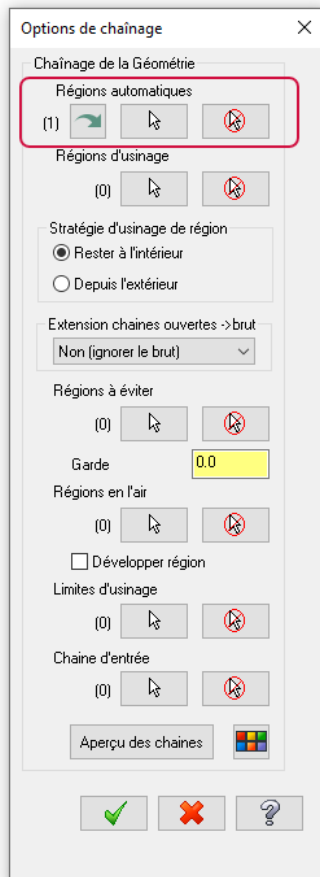 Options de chaînage
Chaînage de la Géométrie
Régions automatiques
(1)
Régions d'usinage
(0)
Stratégie d'usinage de région
Rester à l'intérieur
Depuis l'extérieur
Extension chaines ouvertes ->brut
Non (ignorer le brut)
Régions à éviter
(0)
Garde 0.0
Régions en l'air
(0)
Développer région
Limites d'usinage
(0)
Chaine d'entrée
(0)
Aperçu des chaines